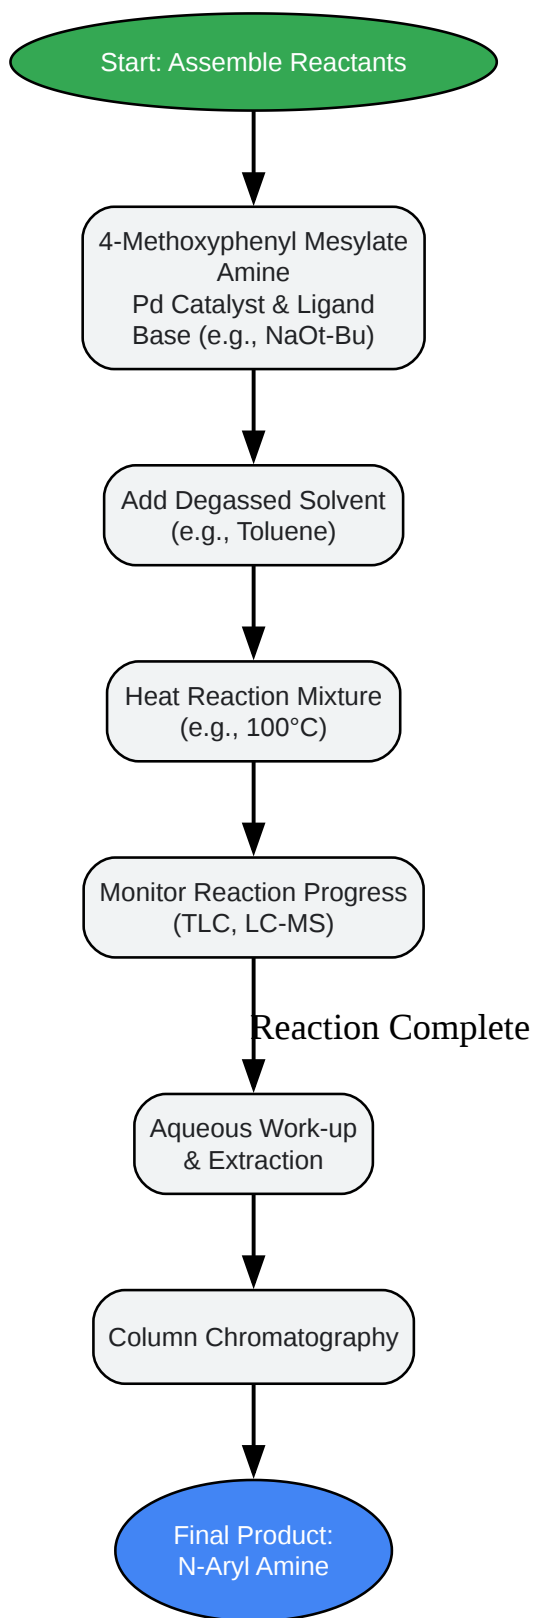 Start: Assemble Reactants
4-Methoxyphenyl Mesylate
Amine
Pd Catalyst & Ligand
Base (e.g., NaOt-Bu)
Add Degassed Solvent
(e.g., Toluene)
Heat Reaction Mixture
(e.g., 100°C)
Monitor Reaction Progress
(TLC, LC-MS)
Reaction Complete
Aqueous Work-up
& Extraction
Column Chromatography
Final Product:
N-Aryl Amine